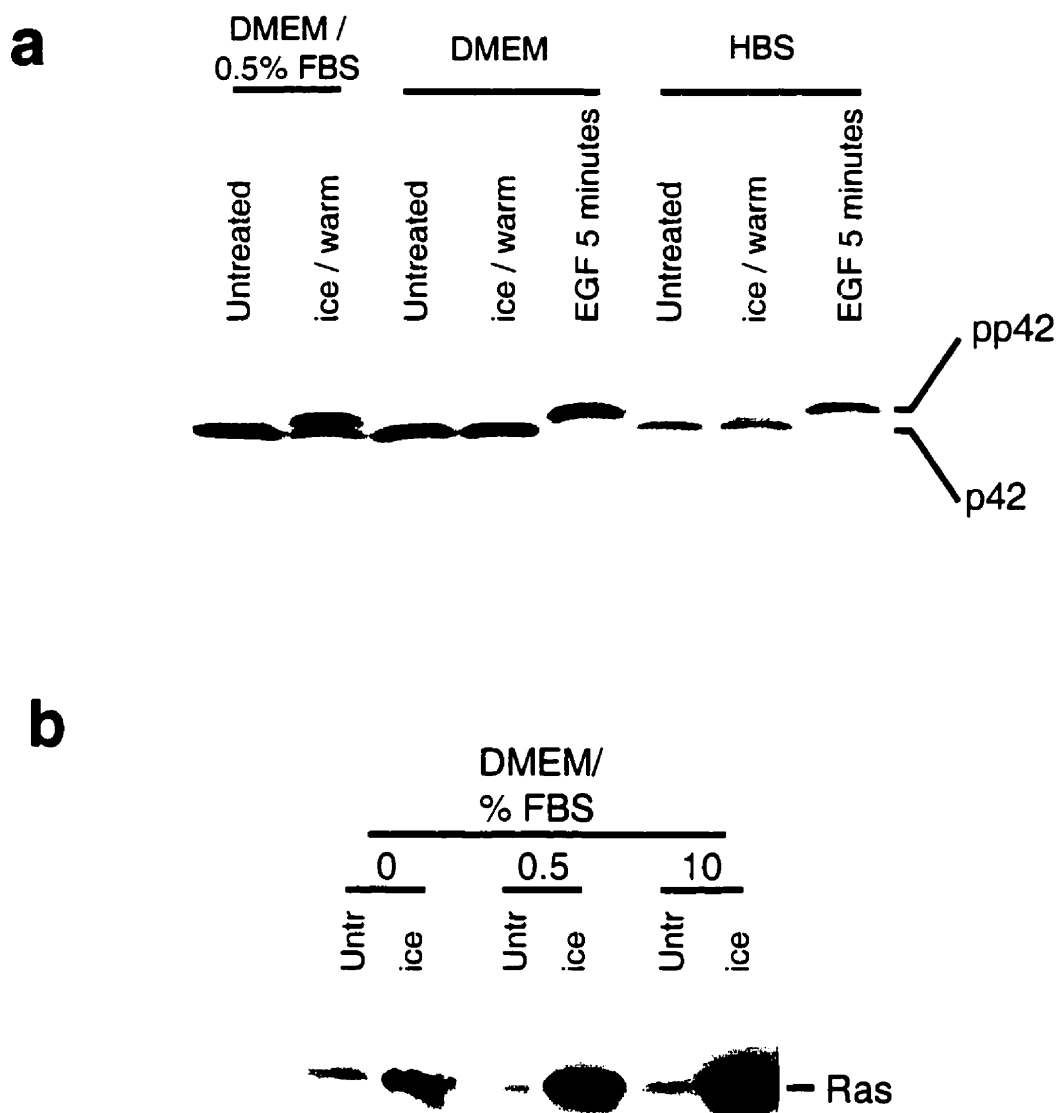 a
DMEM /
0.5% FBS
DMEM
HBS
Untreated
ice / warm
Untreated
ice / warm
EGF 5 minutes
Untreated
ice / warm
EGF 5 minutes
pp42
p42
b
DMEM/
% FBS
0
0.5
10
Untr
ice
Untr
ice
Untr
ice
Ras